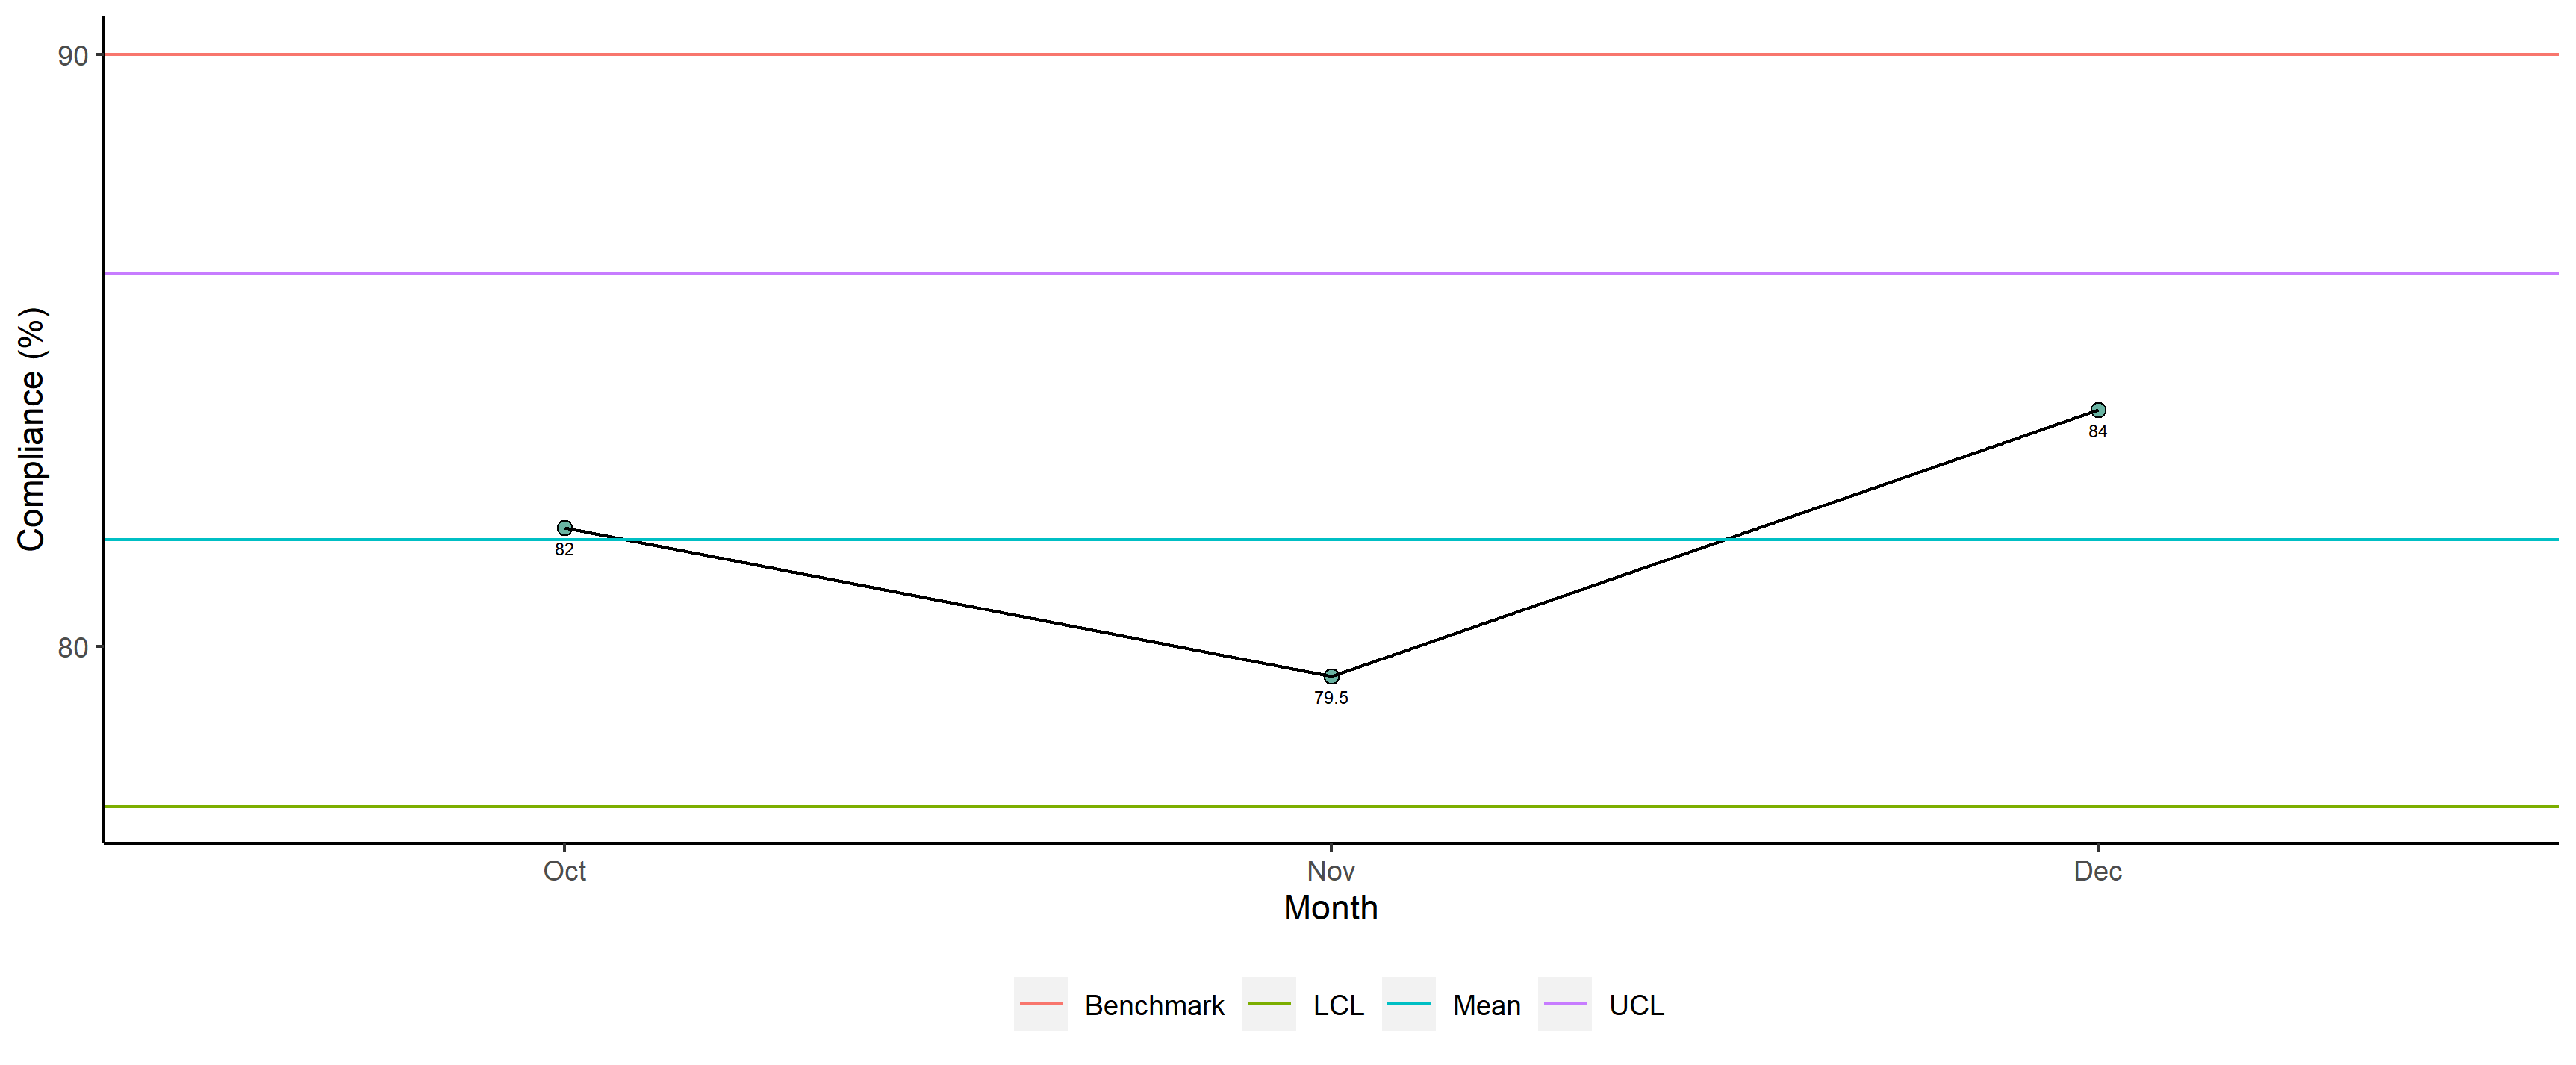 90
80
Compliance (%)
82
79.5
84
Oct Nov Dec
Month
Benchmark LCL Mean UCL